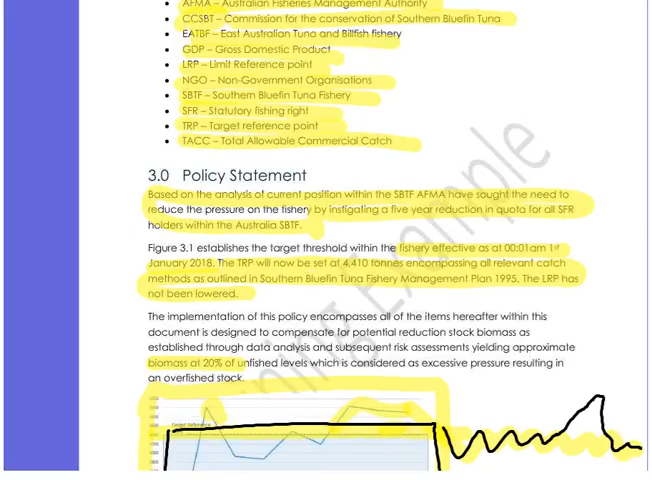 • AFMA – Australian Fisheries Management Authority
• CCSBT – Commission for the conservation of Southern Bluefin Tuna
• EATBF – East Australian Tuna and Billfish fishery
• GDP – Gross Domestic Product
• LRP – Limit Reference point
• NGO – Non-Government Organisations
• SBTF – Southern Bluefin Tuna Fishery
• SFR – Statutory fishing right
• TRP – Target reference point
• TACC – Total Allowable Commercial Catch
3.0 Policy Statement
Based on the analysis of current position within the SBTF AFMA have sought the need to
reduce the pressure on the fishery by instigating a five year reduction in quota for all SFR
holders within the Australia SBTF.
Figure 3.1 establishes the target threshold within the fishery effective as at 00:01am 1st
January 2018. The TRP will now be set at 4,410 tonnes encompassing all relevant catch
methods as outlined in Southern Bluefin Tuna Fishery Management Plan 1995. The LRP has
not been lowered.
The implementation of this policy encompasses all of the items hereafter within this
document is designed to compensate for potential reduction stock biomass as
established through data analysis and subsequent risk assessments yielding approximate
biomass at 20% of unfished levels which is considered as excessive pressure resulting in
an overfished stock.
Target Reference